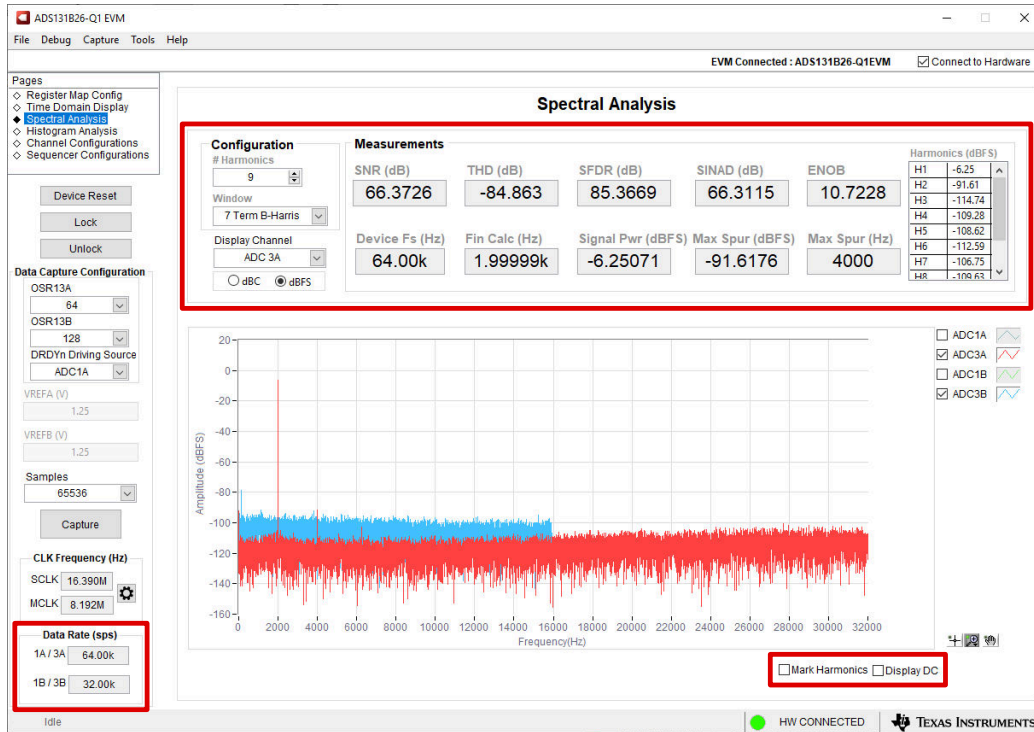 ADS131B26-Q1 EVM
File Debug Capture Tools Help
EVM Connected : ADS131B26-Q1EVM Connect to Hardware
Pages
Register Map Config
Time Domain Display
Spectral Analysis
Histogram Analysis
Channel Configurations
Sequencer Configurations
Device Reset
Lock
Unlock
Data Capture Configuration
OSR13A
64
OSR13B
128
DRDYn Driving Source
ADC1A
VREFA (V)
1.25
VREFB (V)
1.25
Samples
65536
Capture
CLK Frequency (Hz)
SCLK 16.390M
MCLK 8.192M
Data Rate (sps)
1A / 3A 64.00k
1B / 3B 32.00k
Spectral Analysis
Configuration
# Harmonics
9
Window
7 Term B-Harris
Display Channel
ADC 3A
dBC dBFS
Measurements
SNR (dB) THD (dB) SFDR (dB) SINAD (dB) ENOB
66.3726 -84.863 85.3669 66.3115 10.7228
Device Fs (Hz) Fin Calc (Hz) Signal Pwr (dBFS) Max Spur (dBFS) Max Spur (Hz)
64.00k 1.99999k -6.25071 -91.6176 4000
Harmonics (dBFS)
H1 -6.25
H2 -91.61
H3 -114.74
H4 -109.28
H5 -108.62
H6 -112.59
H7 -106.75
H8 -109.63
20
0
-20
-40
-60
-80
-100
-120
-140
-160
Amplitude (dBFS)
0 2000 4000 6000 8000 10000 12000 14000 16000 18000 20000 22000 24000 26000 28000 30000 32000
Frequency(Hz)
ADC1A
ADC3A
ADC1B
ADC3B
Mark Harmonics Display DC
Idle HW CONNECTED TEXAS INSTRUMENTS